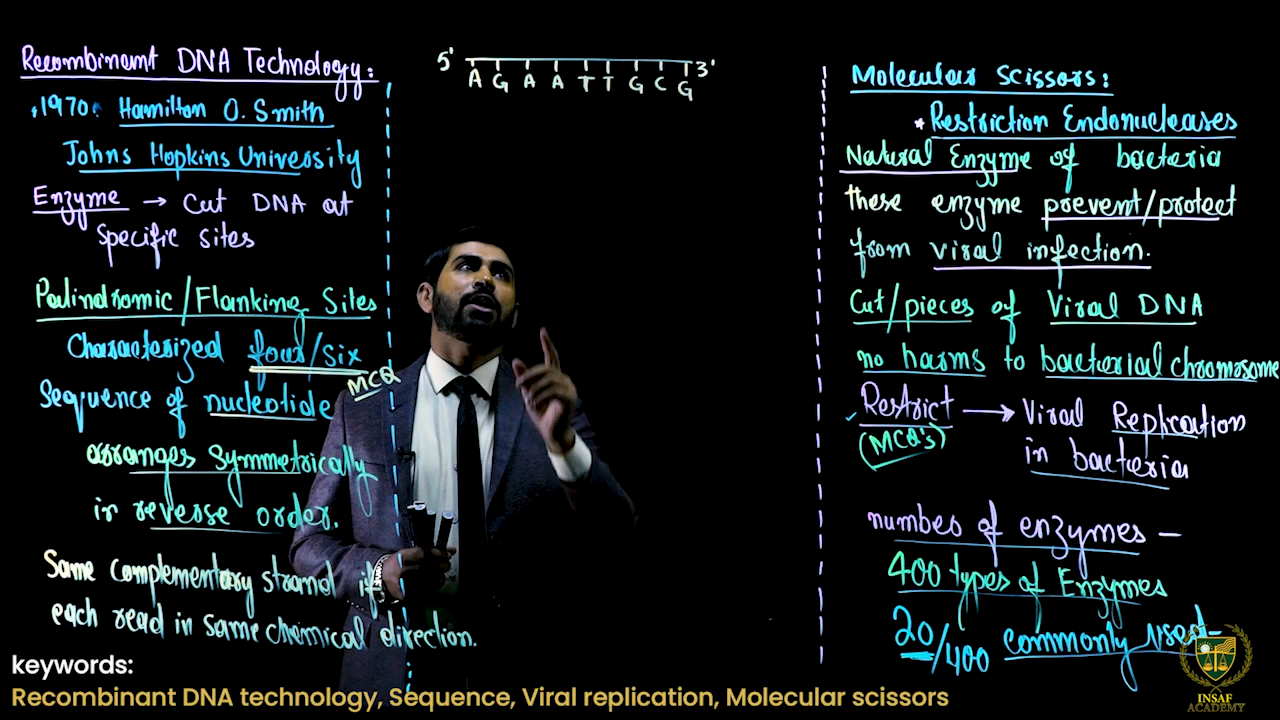 Recombinant DNA Technology:
1970: Hamilton O. Smith
Johns Hopkins University
Enzyme → Cut DNA at
Specific sites
Palindromic/Flanking Sites
Characterized four/six
MCQ
Sequence of nucleotide
arranges Symmetrically
in reverse order.
Same complementary strand if
each read in same chemical direction.
5' 3'
A G A A T T G C G
Molecular Scissors:
* Restriction Endonucleases
Natural Enzyme of bacteria
these enzyme prevent/protect
from viral infection.
Cut/pieces of Viral DNA
no harms to bacterial chromosome
Restrict → Viral Replication
(MCQ's) in bacteria
numbes of enzymes -
400 types of Enzymes
20/400 commonly used-
keywords:
Recombinant DNA technology, Sequence, Viral replication, Molecular scissors
INSAF
ACADEMY